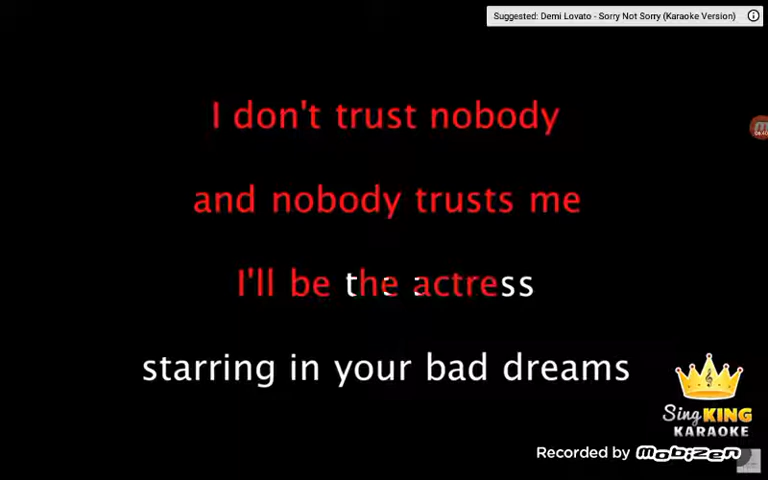 Suggested: Demi Lovato - Sorry Not Sorry (Karaoke Version)
I don't trust nobody
and nobody trusts me
I'll be the actress
starring in your bad dreams
Sing KING
KARAOKE
Recorded by mobizen